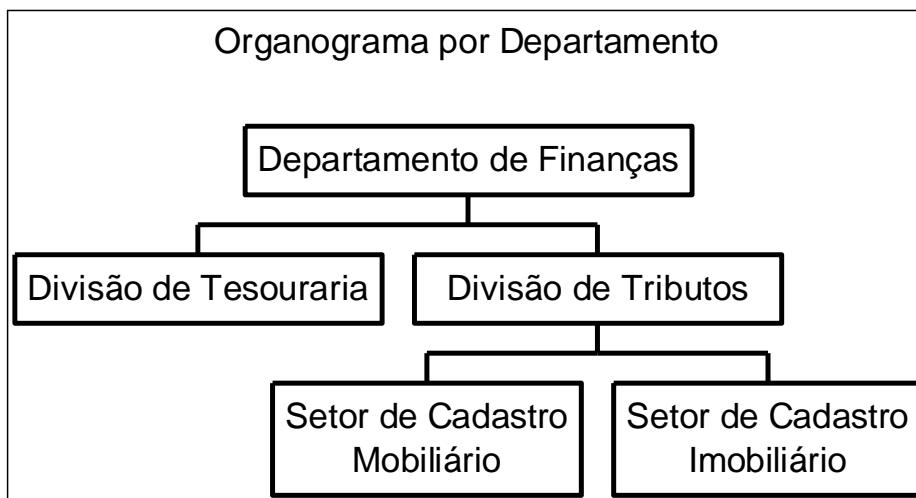 Organograma por Departamento
Departamento de Finanças
Divisão de Tesouraria
Divisão de Tributos
Setor de Cadastro
Mobiliário
Setor de Cadastro
Imobiliário